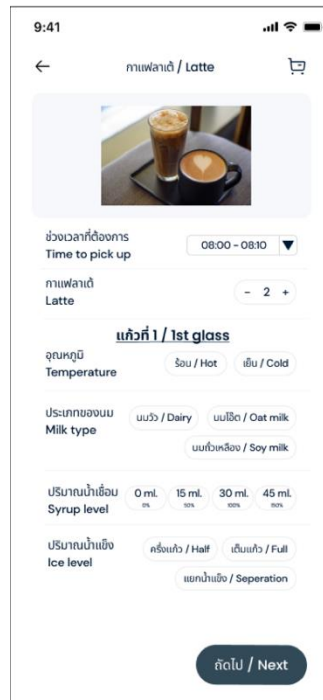 9:41
กาแฟลาเต้ / Latte
ช่วงเวลาที่ต้องการ
Time to pick up
08:00 - 08:10
กาแฟลาเต้
Latte
- 2 +
แก้วที่ 1 / 1st glass
อุณหภูมิ
Temperature
ร้อน / Hot
เย็น / Cold
ประเภทของนม
Milk type
นมวัว / Dairy
นมโอ๊ต / Oat milk
นมถั่วเหลือง / Soy milk
ปริมาณน้ำเชื่อม
Syrup level
0 ml. 15 ml. 30 ml. 45 ml.
0% 50% 100% 150%
ปริมาณน้ำแข็ง
Ice level
ครึ่งแก้ว / Half
เต็มแก้ว / Full
แยกน้ำแข็ง / Seperation
ถัดไป / Next